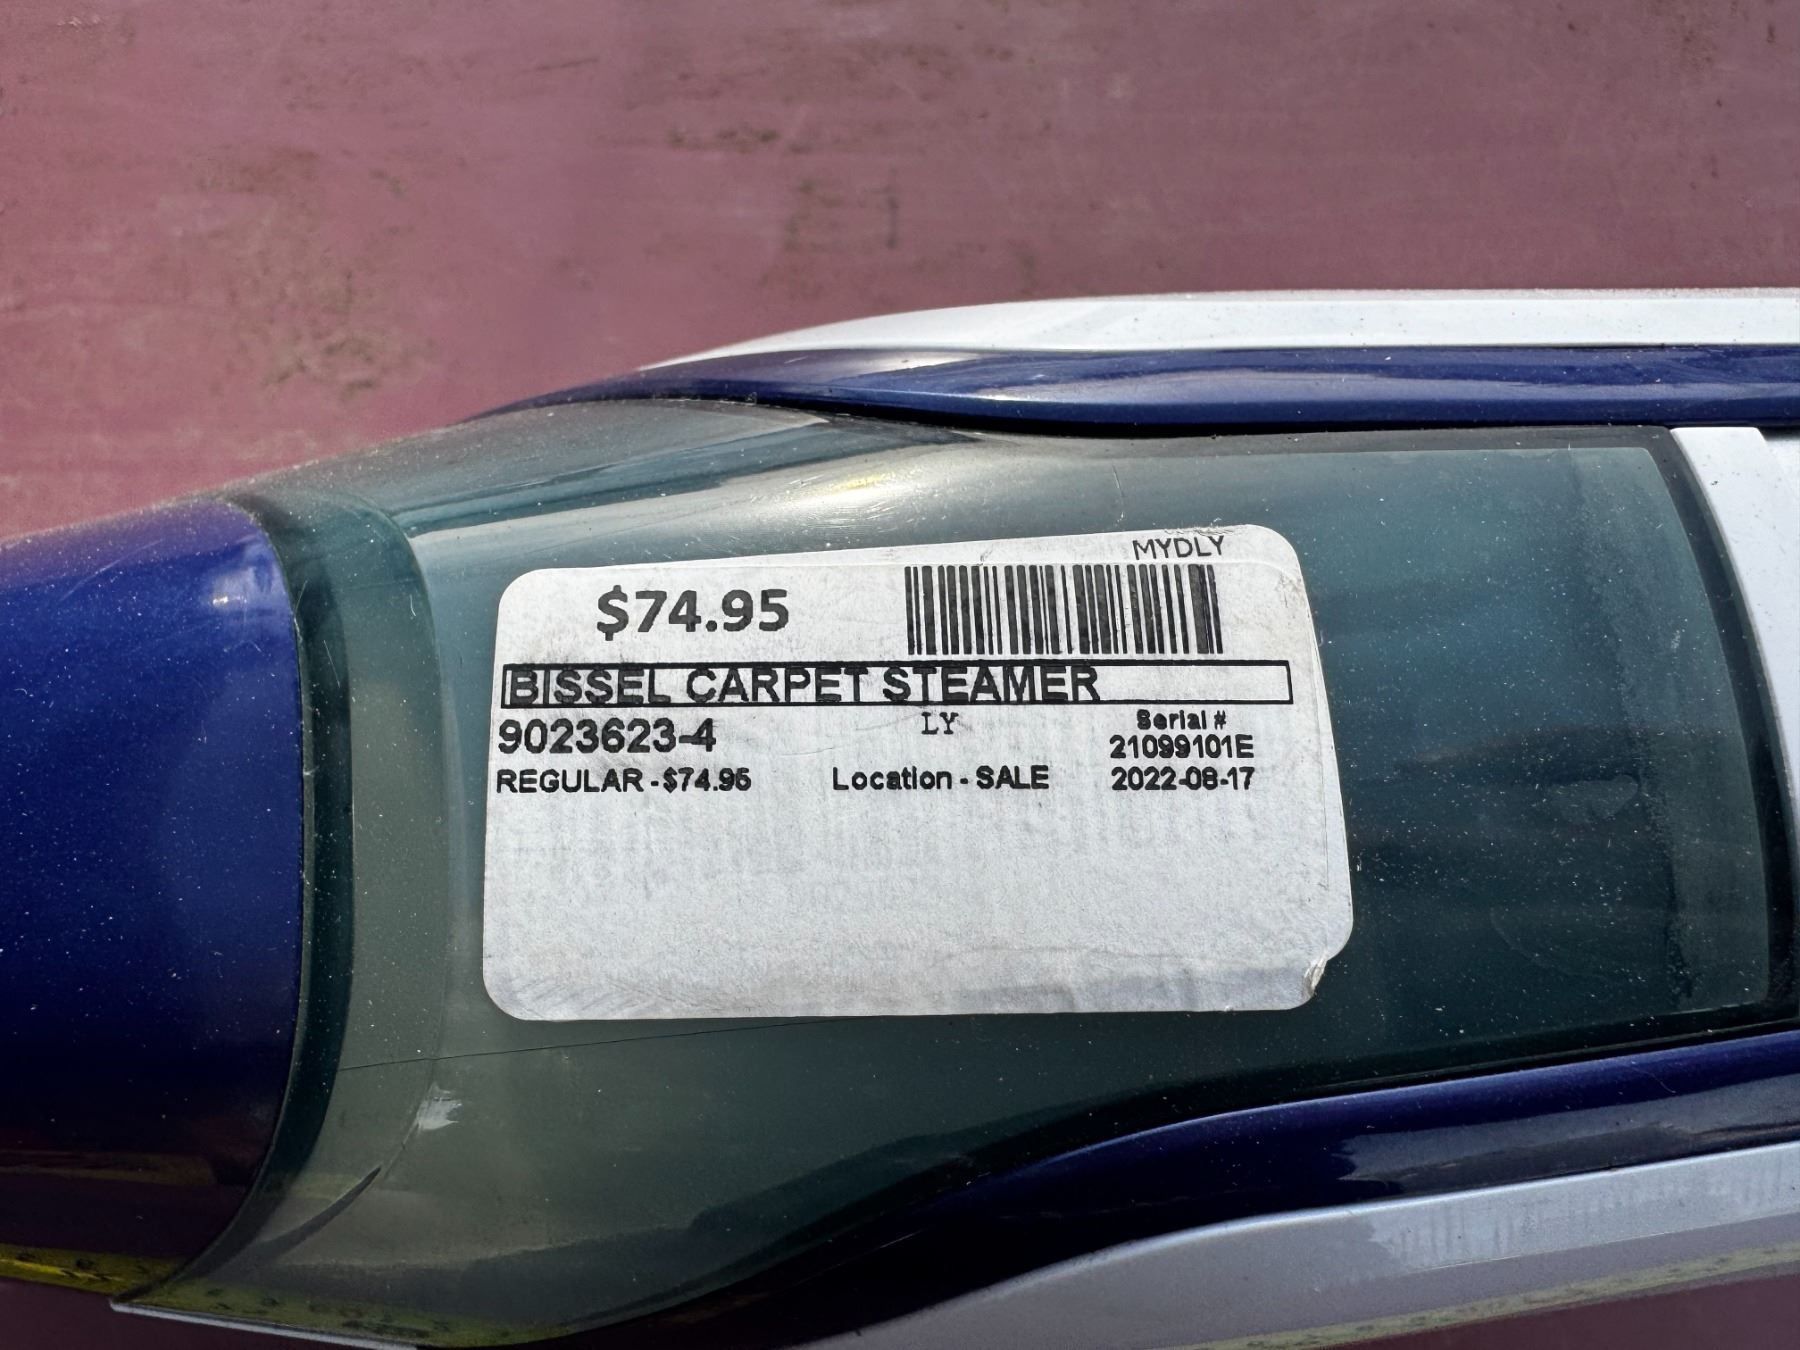 MYDLY
$74.95
BISSEL CARPET STEAMER
9023623-4
LY
Serial #
21099101E
REGULAR - $74.95
Location - SALE
2022-08-17